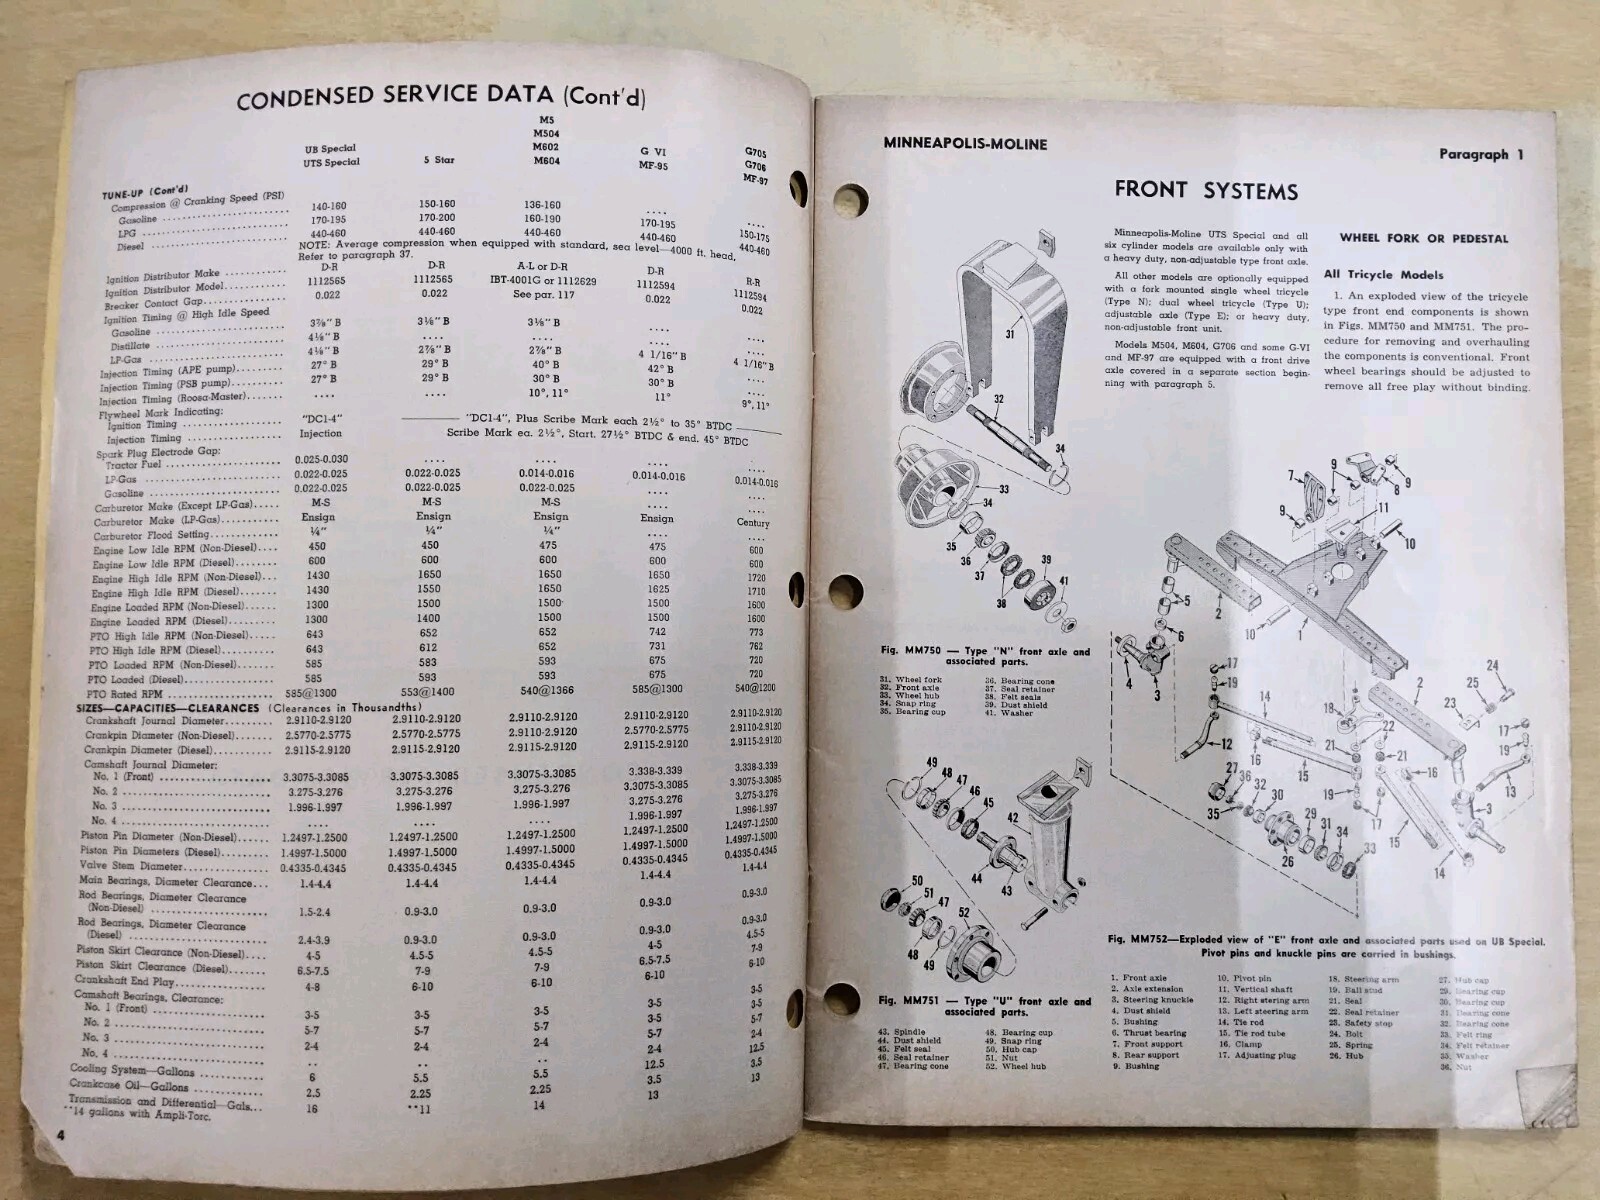 CONDENSED SERVICE DATA (Cont'd)
UB Special
UTS Special
5 Star
M5
M504
M602
M604
G VI
MF-95
G705
G706
MF-97
TUNE-UP (Cont'd)
Compression @ Cranking Speed (PSI)
Gasoline 140-160 150-160 136-160 .... ....
LPG 170-195 170-200 160-190 170-195 150-175
Diesel 440-460 440-460 440-460 440-460 440-460
NOTE: Average compression when equipped with standard, sea level—4000 ft. head,
Refer to paragraph 37.
Ignition Distributor Make D-R D-R A-L or D-R D-R R-R
Ignition Distributor Model 1112565 1112565 IBT-4001G or 1112629 1112594 1112594
Breaker Contact Gap 0.022 0.022 See par. 117 0.022 0.022
Ignition Timing @ High Idle Speed
Gasoline 3⅞" B 3⅛" B 3⅛" B .... ....
Distillate 4⅛" B .... .... .... ....
LP-Gas 4⅛" B 2⅞" B 2⅞" B 4 1/16" B 4 1/16" B
Injection Timing (APE pump) 27° B 29° B 40° B 42° B ....
Injection Timing (PSB pump) 27° B 29° B 30° B 30° B ....
Injection Timing (Roosa-Master) .... .... 10°, 11° 11° 9°, 11°
Flywheel Mark Indicating:
Ignition Timing "DC1-4" "DC1-4", Plus Scribe Mark each 2½° to 35° BTDC
Injection Timing Injection Scribe Mark ea. 2½°, Start. 27½° BTDC & end. 45° BTDC
Spark Plug Electrode Gap:
Tractor Fuel 0.025-0.030 .... .... .... ....
LP-Gas 0.022-0.025 0.022-0.025 0.014-0.016 0.014-0.016 0.014-0.016
Gasoline 0.022-0.025 0.022-0.025 0.022-0.025 .... ....
Carburetor Make (Except LP-Gas) M-S M-S M-S .... ....
Carburetor Make (LP-Gas) Ensign Ensign Ensign Ensign Century
Carburetor Flood Setting ¼" ¼" ¼" .... ....
Engine Low Idle RPM (Non-Diesel) 450 450 475 475 600
Engine Low Idle RPM (Diesel) 600 600 600 600 600
Engine High Idle RPM (Non-Diesel) 1430 1650 1650 1650 1720
Engine High Idle RPM (Diesel) 1430 1550 1650 1625 1710
Engine Loaded RPM (Non-Diesel) 1300 1500 1500 1500 1600
Engine Loaded RPM (Diesel) 1300 1400 1500 1500 1600
PTO High Idle RPM (Non-Diesel) 643 652 652 742 773
PTO High Idle RPM (Diesel) 643 612 652 731 762
PTO Loaded RPM (Non-Diesel) 585 583 593 675 720
PTO Loaded (Diesel) 585 593 593 675 720
PTO Rated RPM 585@1300 553@1400 540@1366 585@1300 540@1200
SIZES—CAPACITIES—CLEARANCES (Clearances in Thousandths)
Crankshaft Journal Diameter 2.9110-2.9120 2.9110-2.9120 2.9110-2.9120 2.9110-2.9120 2.9110-2.9120
Crankpin Diameter (Non-Diesel) 2.5770-2.5775 2.5770-2.5775 2.9110-2.9120 2.5770-2.5775 2.9110-2.9120
Crankpin Diameter (Diesel) 2.9115-2.9120 2.9115-2.9120 2.9115-2.9120 2.9115-2.9120 2.9115-2.9120
Camshaft Journal Diameter:
No. 1 (Front) 3.3075-3.3085 3.3075-3.3085 3.3075-3.3085 3.338-3.339 3.338-3.339
No. 2 3.275-3.276 3.275-3.276 3.275-3.276 3.3075-3.3085 3.3075-3.3085
No. 3 1.996-1.997 1.996-1.997 1.996-1.997 3.275-3.276 3.275-3.276
No. 4 .... .... .... 1.996-1.997 1.996-1.997
Piston Pin Diameter (Non-Diesel) 1.2497-1.2500 1.2497-1.2500 1.2497-1.2500 1.2497-1.2500 1.2497-1.2500
Piston Pin Diameters (Diesel) 1.4997-1.5000 1.4997-1.5000 1.4997-1.5000 1.4997-1.5000 1.4997-1.5000
Valve Stem Diameter 0.4335-0.4345 0.4335-0.4345 0.4335-0.4345 0.4335-0.4345 0.4335-0.4345
Main Bearings, Diameter Clearance 1.4-4.4 1.4-4.4 1.4-4.4 1.4-4.4 1.4-4.4
Rod Bearings, Diameter Clearance
(Non-Diesel) 1.5-2.4 0.9-3.0 0.9-3.0 0.9-3.0 0.9-3.0
Rod Bearings, Diameter Clearance
(Diesel) 2.4-3.9 0.9-3.0 0.9-3.0 0.9-3.0 0.9-3.0
Piston Skirt Clearance (Non-Diesel) 4-5 4.5-5 4.5-5 4-5 4.5-5
Piston Skirt Clearance (Diesel) 6.5-7.5 7-9 7-9 6.5-7.5 7-9
Crankshaft End Play 4-8 6-10 6-10 6-10 6-10
Camshaft Bearings, Clearance:
No. 1 (Front) 3-5 3-5 3-5 3-5 3-5
No. 2 5-7 5-7 5-7 3-5 3-5
No. 3 2-4 2-4 2-4 5-7 5-7
No. 4 .. .. .. 2-4 2-4
Cooling System—Gallons 6 5.5 5.5 12.5 12.5
Crankcase Oil—Gallons 2.5 2.25 2.25 3.5 3.5
Transmission and Differential—Gals... 16 **11 14 13 13
**14 gallons with Ampli-Torc.
4
MINNEAPOLIS-MOLINE
Paragraph 1
FRONT SYSTEMS
Minneapolis-Moline UTS Special and all
six cylinder models are available only with
a heavy duty, non-adjustable type front axle.
All other models are optionally equipped
with a fork mounted single wheel tricycle
(Type N); dual wheel tricycle (Type U);
adjustable axle (Type E); or heavy duty,
non-adjustable front unit.
Models M504, M604, G706 and some G-VI
and MF-97 are equipped with a front drive
axle covered in a separate section begin-
ning with paragraph 5.
WHEEL FORK OR PEDESTAL
All Tricycle Models
1. An exploded view of the tricycle
type front end components is shown
in Figs. MM750 and MM751. The pro-
cedure for removing and overhauling
the components is conventional. Front
wheel bearings should be adjusted to
remove all free play without binding.
Fig. MM750 — Type "N" front axle and
associated parts.
31. Wheel fork
32. Front axle
33. Wheel hub
34. Snap ring
35. Bearing cup
36. Bearing cone
37. Seal retainer
38. Felt seals
39. Dust shield
41. Washer
Fig. MM751 — Type "U" front axle and
associated parts.
43. Spindle
44. Dust shield
45. Felt seal
46. Seal retainer
47. Bearing cone
48. Bearing cup
49. Snap ring
50. Hub cap
51. Nut
52. Wheel hub
Fig. MM752—Exploded view of "E" front axle and associated parts used on UB Special.
Pivot pins and knuckle pins are carried in bushings.
1. Front axle
2. Axle extension
3. Steering knuckle
4. Dust shield
5. Bushing
6. Thrust bearing
7. Front support
8. Rear support
9. Bushing
10. Pivot pin
11. Vertical shaft
12. Right stering arm
13. Left steering arm
14. Tie rod
15. Tie rod tube
16. Clamp
17. Adjusting plug
18. Steering arm
19. Ball stud
21. Seal
22. Seal retainer
23. Safety stop
24. Bolt
25. Spring
26. Hub
27. Hub cap
29. Bearing cup
30. Bearing cup
31. Bearing cone
32. Bearing cone
33. Felt ring
34. Felt retainer
35. Washer
36. Nut